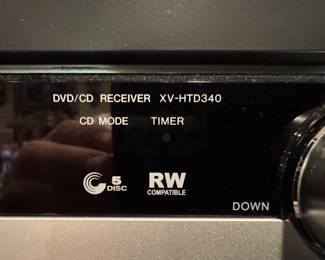 DVD/CD RECEIVER XV-HTD340
CD MODE TIMER
5 RW
DISC COMPATIBLE
DOWN